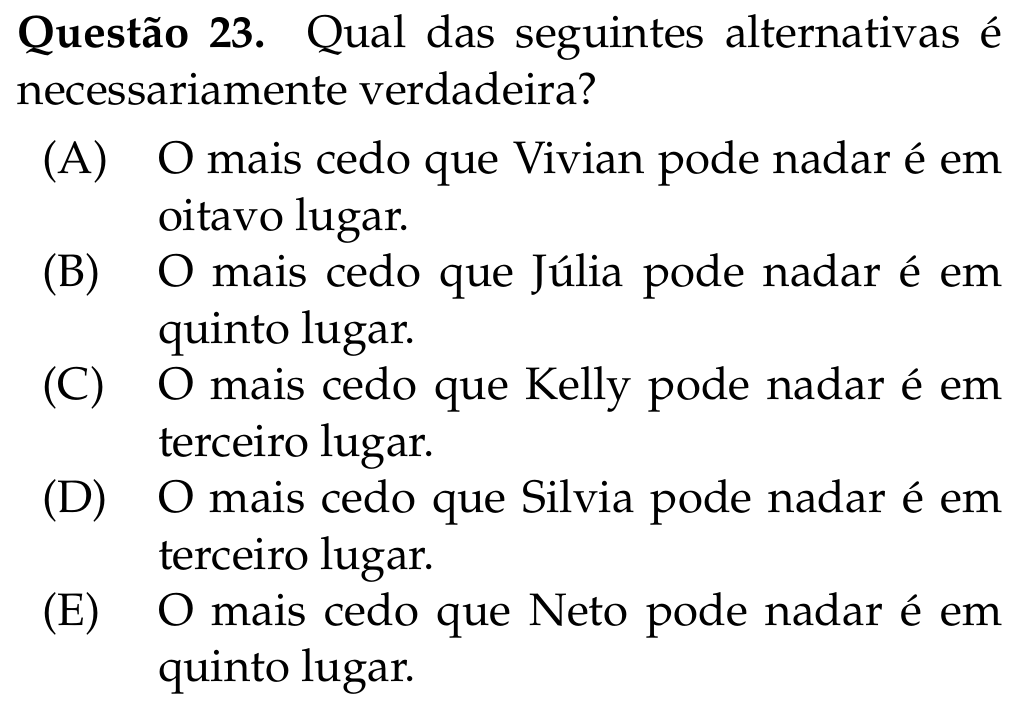 Questão 23. Qual das seguintes alternativas é
necessariamente verdadeira?
(A) O mais cedo que Vivian pode nadar é em
oitavo lugar.
(B) O mais cedo que Júlia pode nadar é em
quinto lugar.
(C) O mais cedo que Kelly pode nadar é em
terceiro lugar.
(D) O mais cedo que Silvia pode nadar é em
terceiro lugar.
(E) O mais cedo que Neto pode nadar é em
quinto lugar.